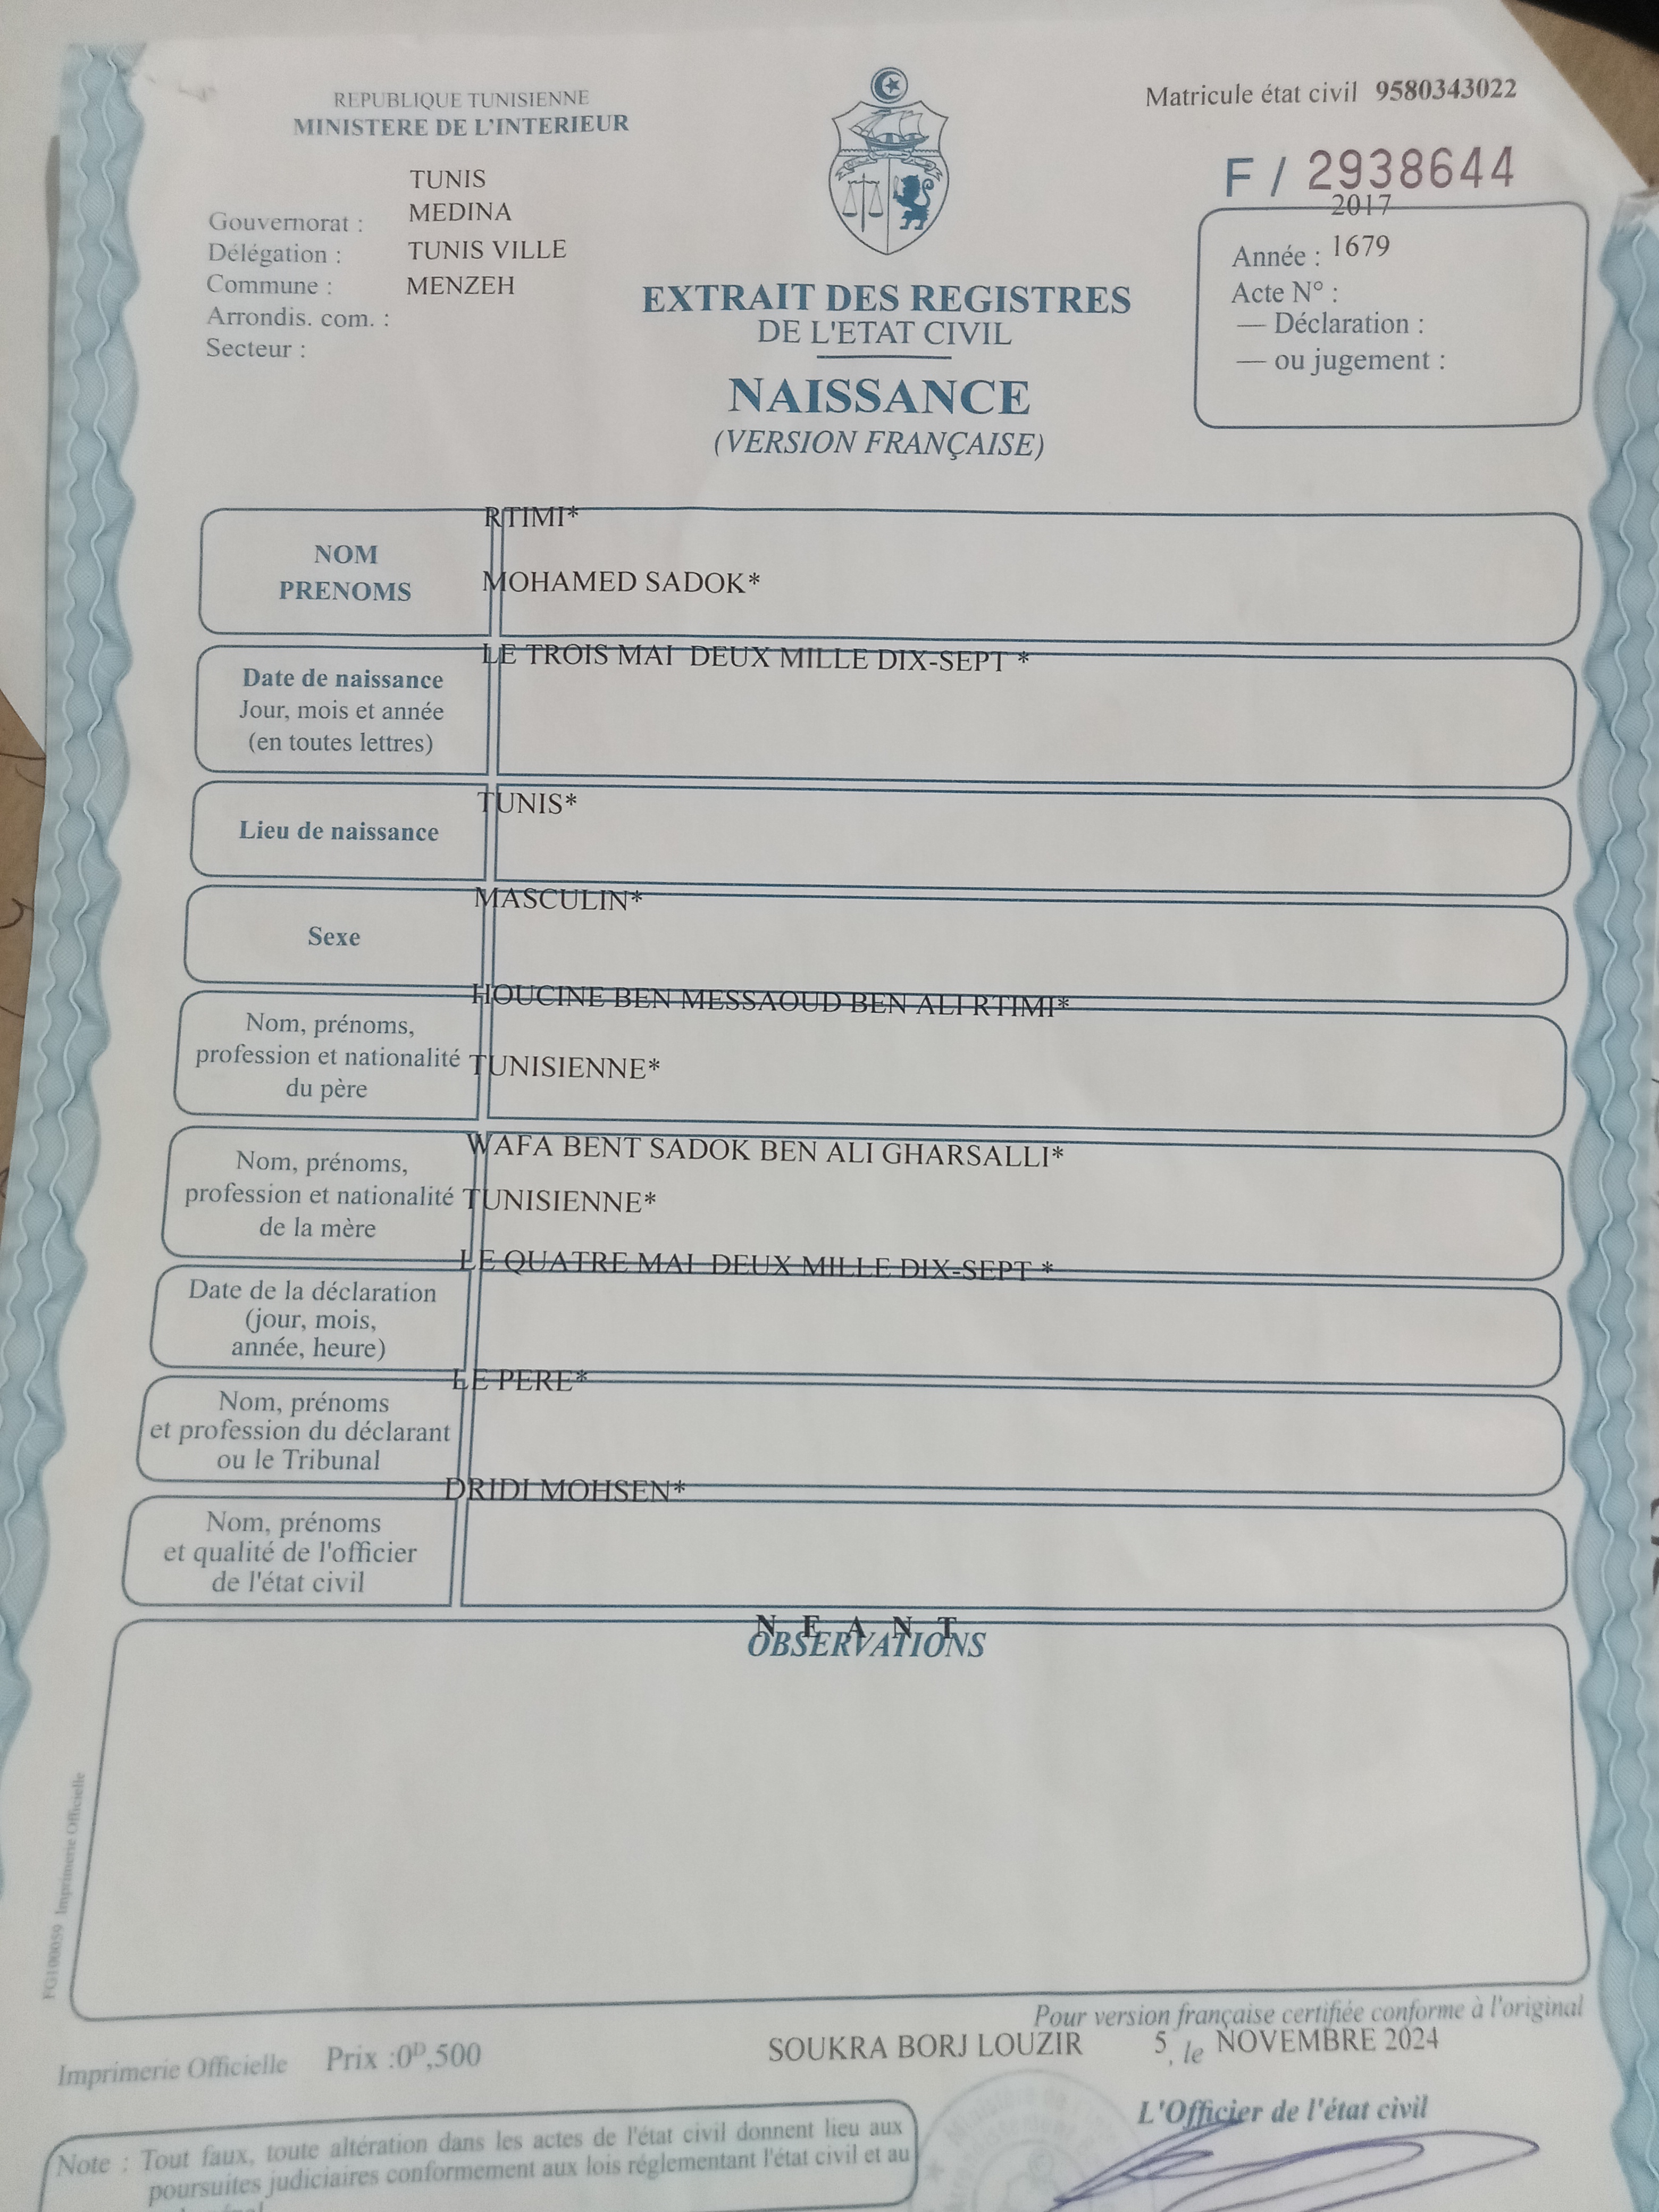 REPUBLIQUE TUNISIENNE
MINISTERE DE L'INTERIEUR
Matricule état civil 9580343022
F / 2938644
TUNIS
Gouvernorat : MEDINA
Délégation : TUNIS VILLE
Commune : MENZEH
Arrondis. com. :
Secteur :
2017
Année : 1679
Acte N° :
— Déclaration :
— ou jugement :
EXTRAIT DES REGISTRES
DE L'ETAT CIVIL
NAISSANCE
(VERSION FRANÇAISE)
RTIMI*
NOM
PRENOMS
MOHAMED SADOK*
LE TROIS MAI DEUX MILLE DIX-SEPT *
Date de naissance
Jour, mois et année
(en toutes lettres)
TUNIS*
Lieu de naissance
MASCULIN*
Sexe
HOUCINE BEN MESSAOUD BEN ALI RTIMI*
Nom, prénoms,
profession et nationalité
du père
TUNISIENNE*
WAFA BENT SADOK BEN ALI GHARSALLI*
Nom, prénoms,
profession et nationalité
de la mère
TUNISIENNE*
LE QUATRE MAI DEUX MILLE DIX-SEPT *
Date de la déclaration
(jour, mois,
année, heure)
LE PERE*
Nom, prénoms
et profession du déclarant
ou le Tribunal
DRIDI MOHSEN*
Nom, prénoms
et qualité de l'officier
de l'état civil
N E A N T
OBSERVATIONS
FG100059 Imprimerie Officielle
Pour version française certifiée conforme à l'original
SOUKRA BORJ LOUZIR 5, le NOVEMBRE 2024
Imprimerie Officielle Prix :0D,500
L'Officier de l'état civil
Note : Tout faux, toute altération dans les actes de l'état civil donnent lieu aux
poursuites judiciaires conformement aux lois réglementant l'état civil et au